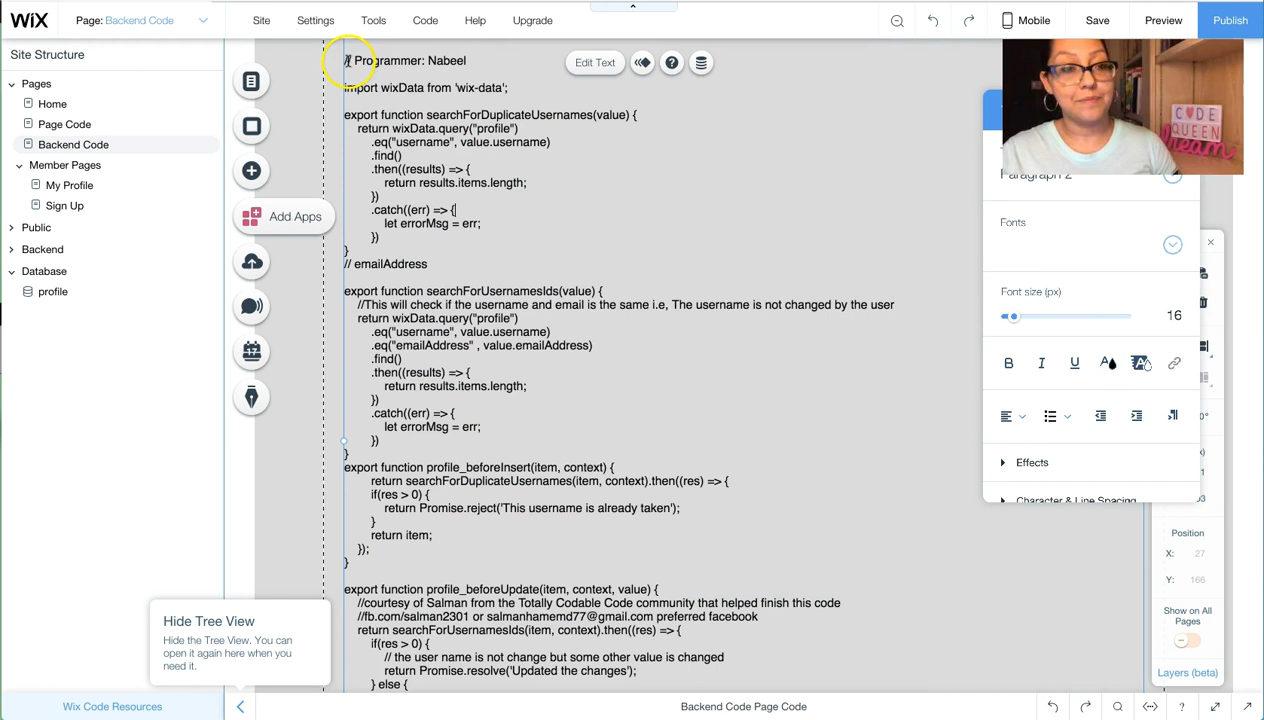 WiX
Page: Backend Code
Site
Settings
Tools
Code
Help
Upgrade
Mobile
Save
Preview
Publish
Site Structure
Pages
Home
Page Code
Backend Code
Member Pages
My Profile
Sign Up
Public
Backend
Database
profile
Add Apps
17
Edit Text
// Programmer: Nabeel
import wixData from 'wix-data';
export function searchForDuplicateUsernames(value) {
return wixData.query("profile")
.eq("username", value.username)
.find()
.then((results) => {
return results.items.length;
})
.catch((err) => {
let errorMsg = err;
})
}
// emailAddress
export function searchForUsernamesIds(value) {
//This will check if the username and email is the same i.e, The username is not changed by the user
return wixData.query("profile")
.eq("username", value.username)
.eq("emailAddress" , value.emailAddress)
.find()
.then((results) => {
return results.items.length;
})
.catch((err) => {
let errorMsg = err;
})
}
export function profile_beforeInsert(item, context) {
return searchForDuplicateUsernames(item, context).then((res) => {
if(res > 0) {
return Promise.reject('This username is already taken');
}
return item;
});
}
export function profile_beforeUpdate(item, context, value) {
//courtesy of Salman from the Totally Codable Code community that helped finish this code
//fb.com/salman2301 or salmanhamemd77@gmail.com preferred facebook
return searchForUsernamesIds(item, context).then((res) => {
if(res > 0) {
// the user name is not change but some other value is changed
return Promise.resolve('Updated the changes');
} else {
CODE
QUEEN
dream
Paragraph 2
Fonts
Font size (px)
16
B I U A A
Effects
Character & Line Spacing
Position
X: 27
Y: 166
Show on All
Pages
Layers (beta)
Hide Tree View
Hide the Tree View. You can
open it again here when you
need it.
Wix Code Resources
Backend Code Page Code